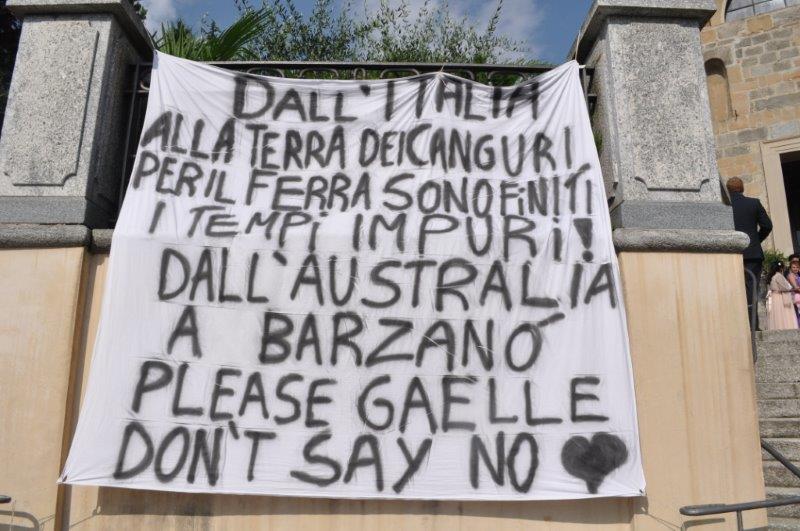 DALL'ITALIA
ALLA TERRA DEI CANGURI
PER IL FERRA SONO FiNiTi
I TEMPi IMPURi!
DALL'AUSTRALIA
A BARZANO'
PLEASE GAELLE
DON'T SAY NO ♥